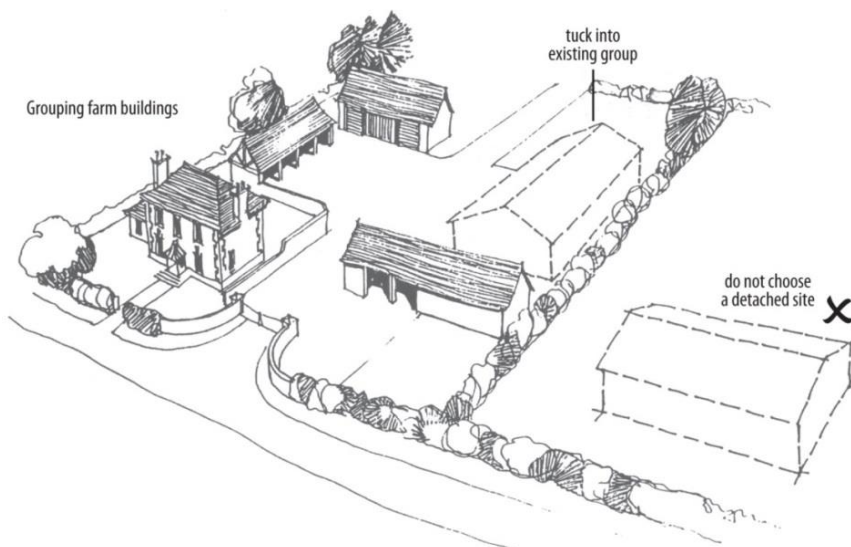 Grouping farm buildings
tuck into
existing group
do not choose
a detached site